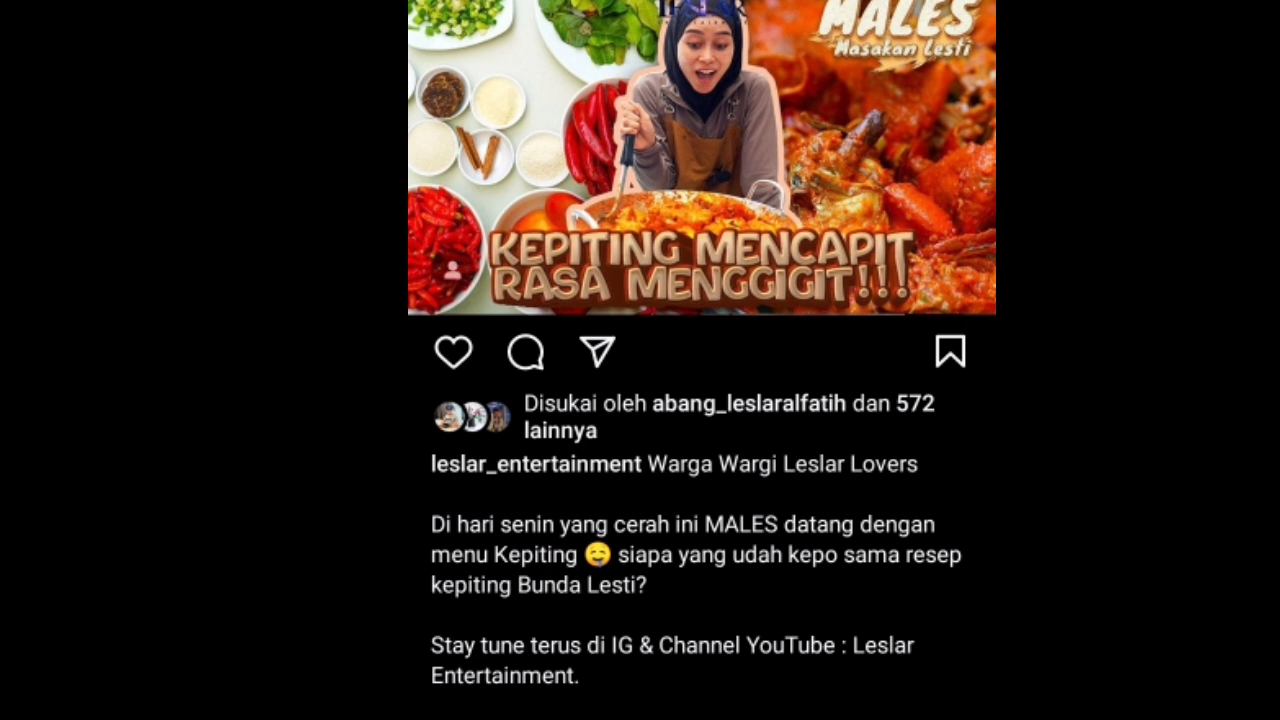 MALES
Masakan Lesti
KEPITING MENCAPIT
RASA MENGGIGIT!!!
Disukai oleh abang_leslaralfatih dan 572
lainnya
leslar_entertainment Warga Wargi Leslar Lovers
Di hari senin yang cerah ini MALES datang dengan
menu Kepiting 🤤 siapa yang udah kepo sama resep
kepiting Bunda Lesti?
Stay tune terus di IG & Channel YouTube : Leslar
Entertainment.